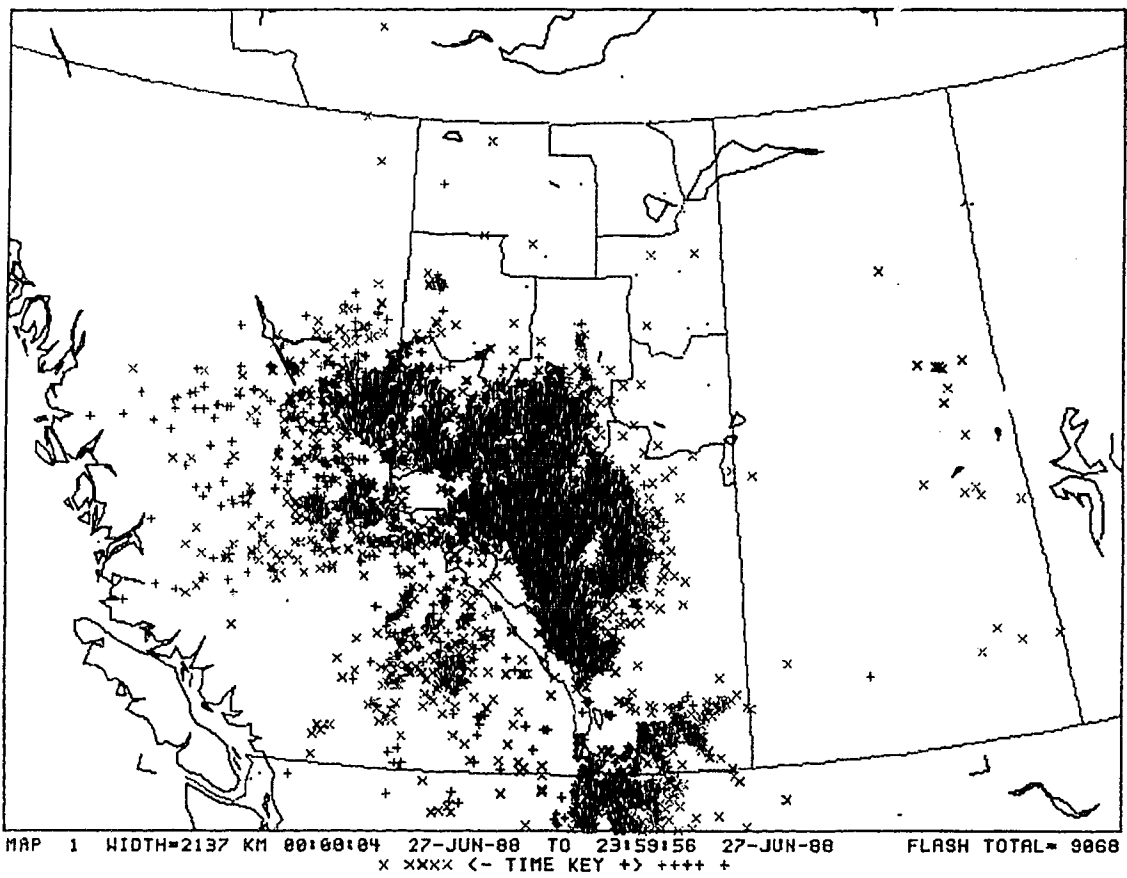 MAP 1 WIDTH=2137 KM 00:00:04 27-JUN-88 TO 23:59:56 27-JUN-88 FLASH TOTAL= 9068
X XXXX <- TIME KEY +> ++++ +